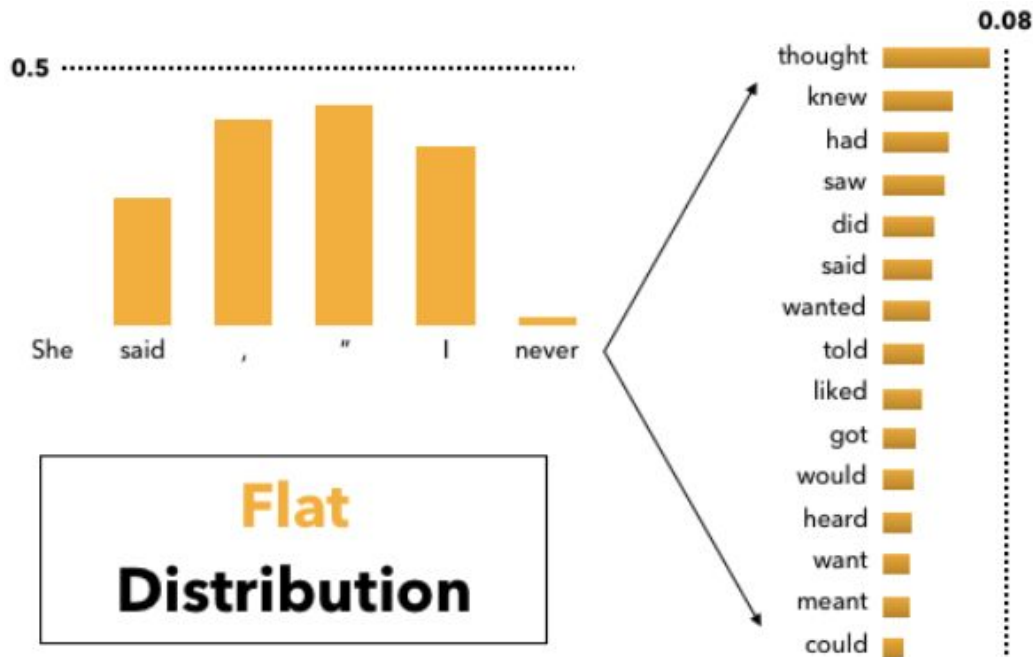 0.5
She said , " I never
Flat
Distribution
0.08
thought
knew
had
saw
did
said
wanted
told
liked
got
would
heard
want
meant
could